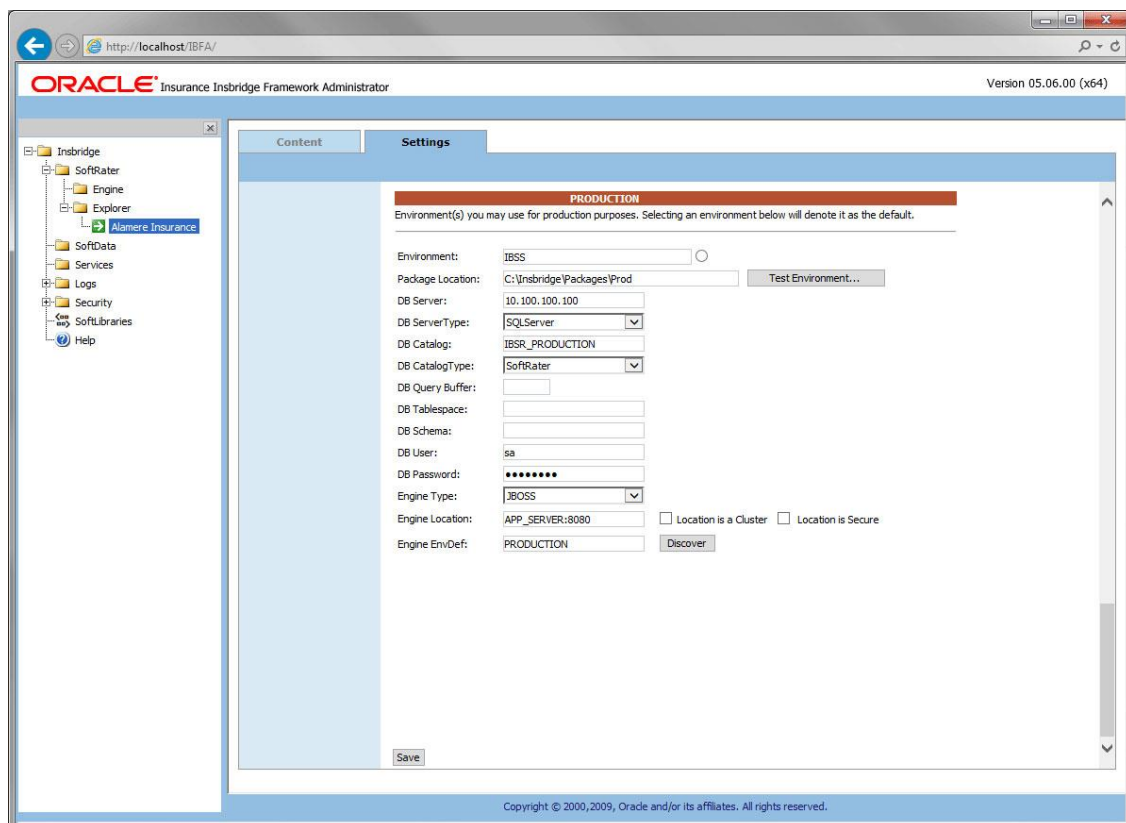 http://localhost/IBFA/
ORACLE® Insurance Insbridge Framework Administrator
Version 05.06.00 (x64)
Insbridge
SoftRater
Engine
Explorer
Alamere Insurance
SoftData
Services
Logs
Security
SoftLibraries
Help
Content
Settings
PRODUCTION
Environment(s) you may use for production purposes. Selecting an environment below will denote it as the default.
Environment: IBSS
Package Location: C:\Insbridge\Packages\Prod Test Environment...
DB Server: 10.100.100.100
DB ServerType: SQLServer
DB Catalog: IBSR_PRODUCTION
DB CatalogType: SoftRater
DB Query Buffer:
DB Tablespace:
DB Schema:
DB User: sa
DB Password: ••••••••
Engine Type: JBOSS
Engine Location: APP_SERVER:8080 Location is a Cluster Location is Secure
Engine EnvDef: PRODUCTION Discover
Save
Copyright © 2000,2009, Oracle and/or its affiliates. All rights reserved.